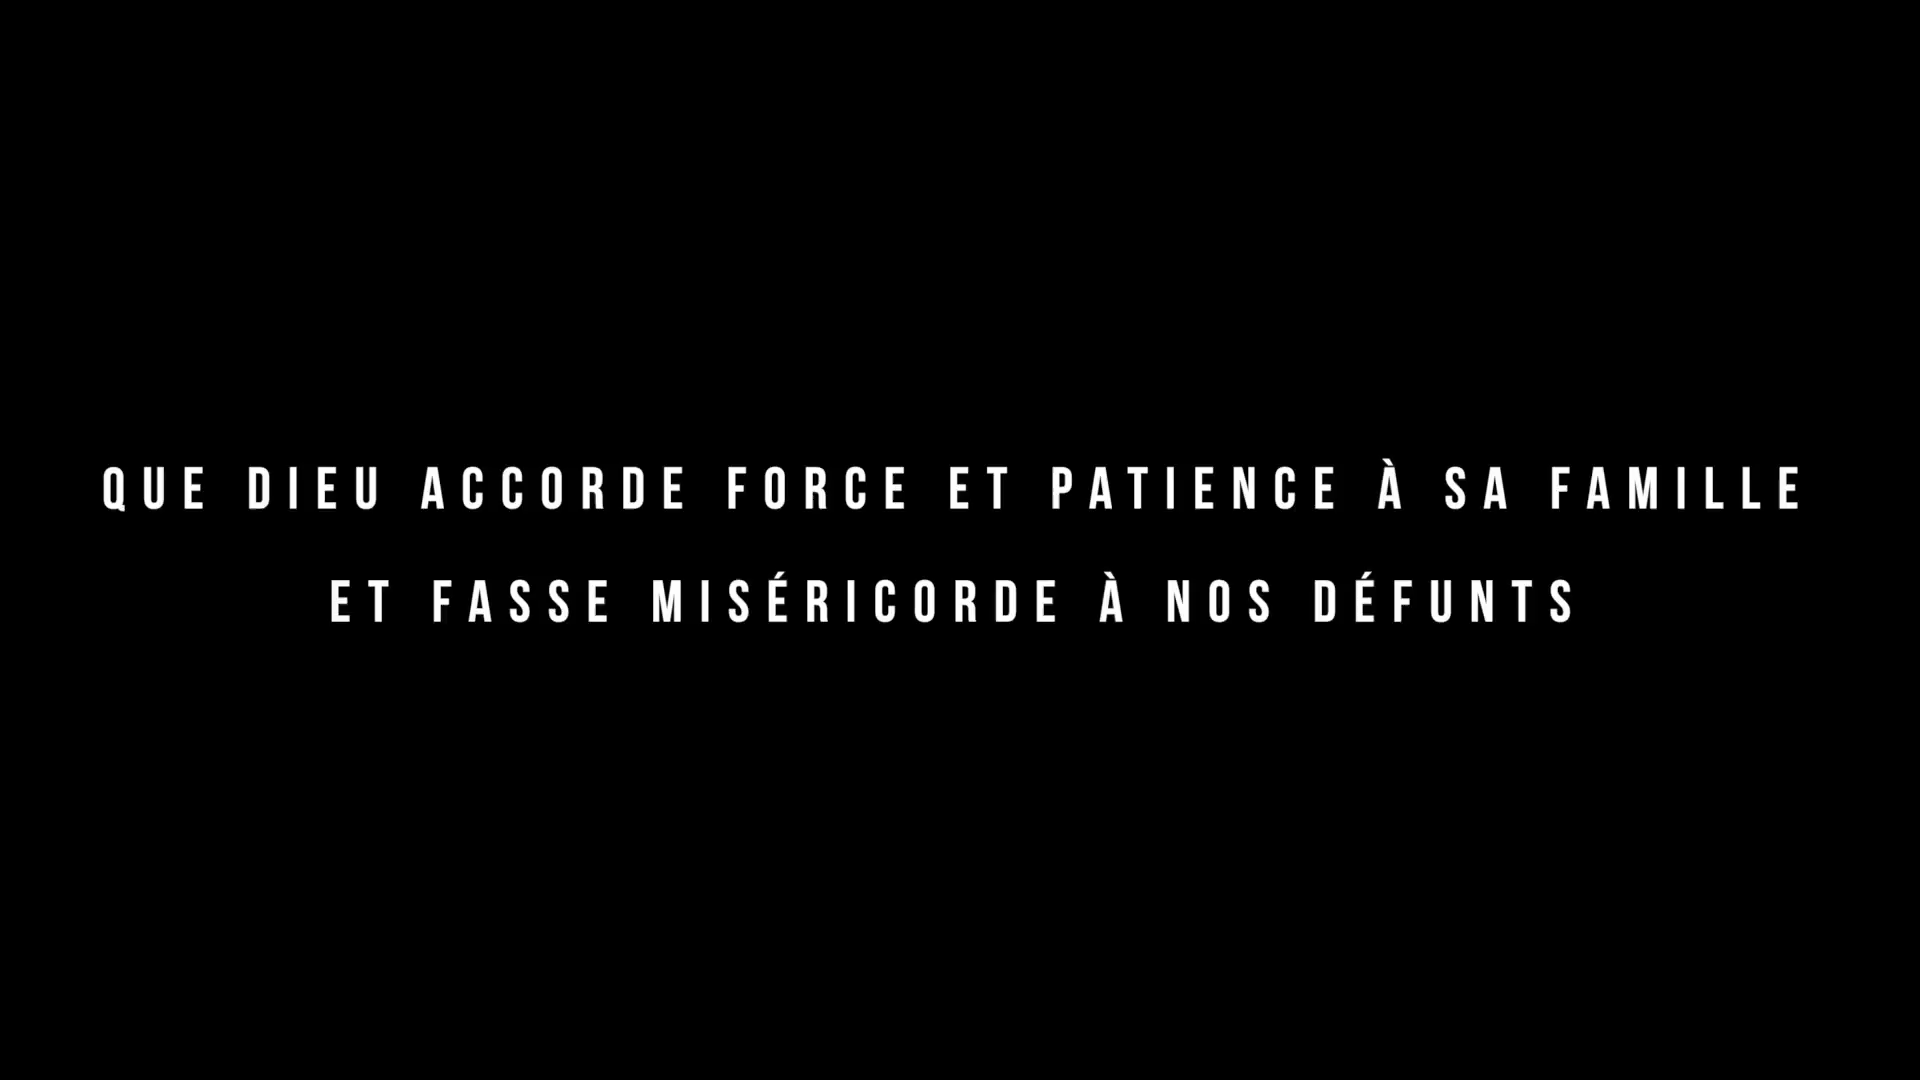 QUE DIEU ACCORDE FORCE ET PATIENCE À SA FAMILLE
ET FASSE MISÉRICORDE À NOS DÉFUNTS